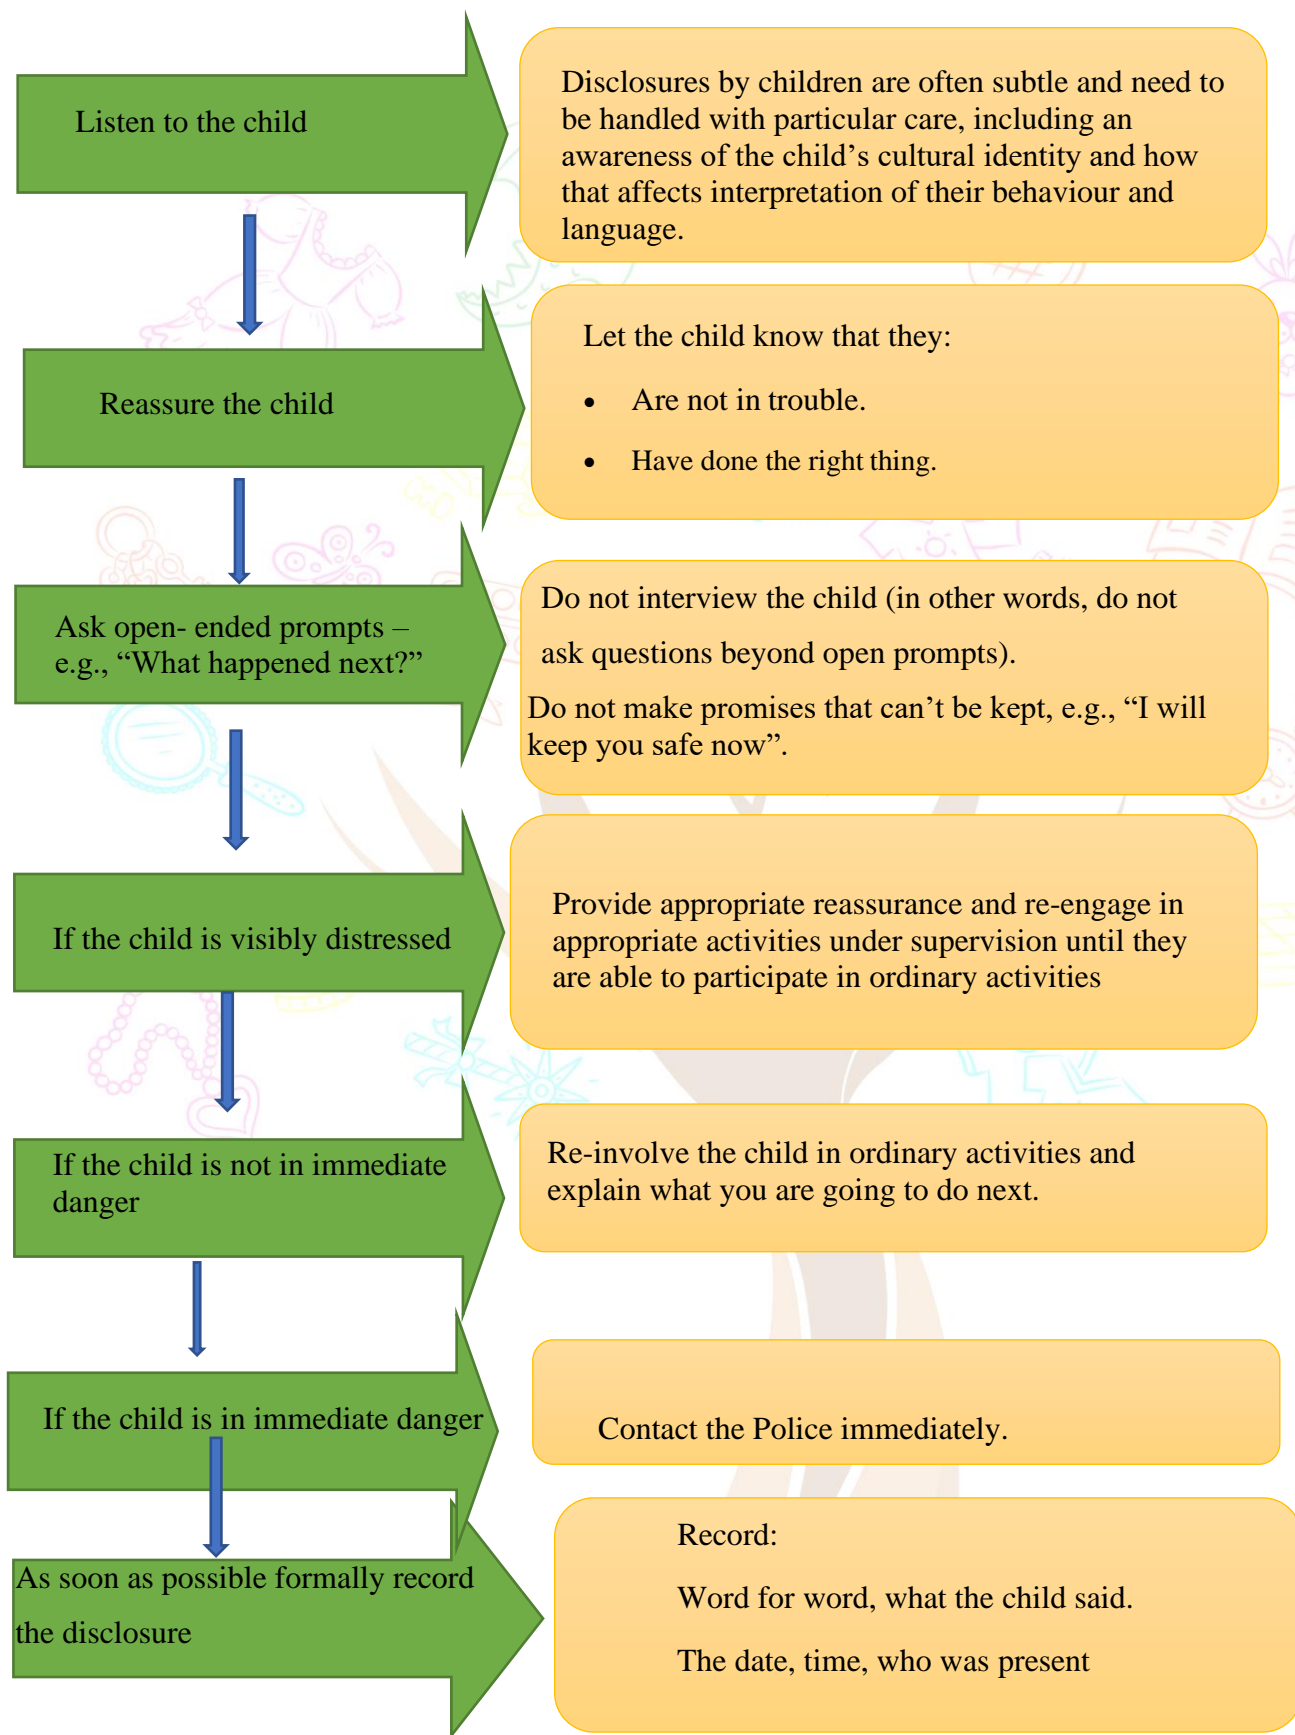 Listen to the child
Disclosures by children are often subtle and need to
be handled with particular care, including an
awareness of the child’s cultural identity and how
that affects interpretation of their behaviour and
language.
Reassure the child
Let the child know that they:
• Are not in trouble.
• Have done the right thing.
Ask open- ended prompts –
e.g., “What happened next?”
Do not interview the child (in other words, do not
ask questions beyond open prompts).
Do not make promises that can’t be kept, e.g., “I will
keep you safe now”.
If the child is visibly distressed
Provide appropriate reassurance and re-engage in
appropriate activities under supervision until they
are able to participate in ordinary activities
If the child is not in immediate
danger
Re-involve the child in ordinary activities and
explain what you are going to do next.
If the child is in immediate danger
Contact the Police immediately.
As soon as possible formally record
the disclosure
Record:
Word for word, what the child said.
The date, time, who was present